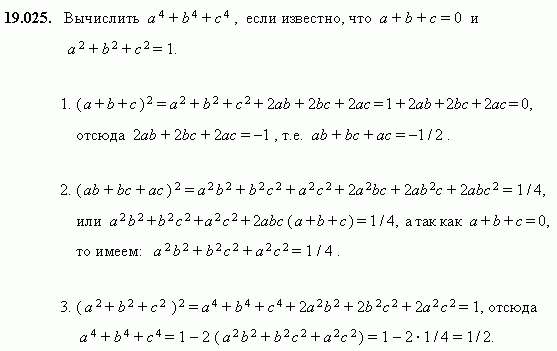 19.025. Вычислить a⁴ + b⁴ + c⁴, если известно, что a + b + c = 0 и
a² + b² + c² = 1.
1. (a + b + c)² = a² + b² + c² + 2ab + 2bc + 2ac = 1 + 2ab + 2bc + 2ac = 0,
отсюда 2ab + 2bc + 2ac = –1, т.е. ab + bc + ac = –1/2.
2. (ab + bc + ac)² = a²b² + b²c² + a²c² + 2a²bc + 2ab²c + 2abc² = 1/4,
или a²b² + b²c² + a²c² + 2abc (a + b + c) = 1/4, а так как a + b + c = 0,
то имеем: a²b² + b²c² + a²c² = 1/4.
3. (a² + b² + c²)² = a⁴ + b⁴ + c⁴ + 2a²b² + 2b²c² + 2a²c² = 1, отсюда
a⁴ + b⁴ + c⁴ = 1 – 2 (a²b² + b²c² + a²c²) = 1 – 2 · 1/4 = 1/2.